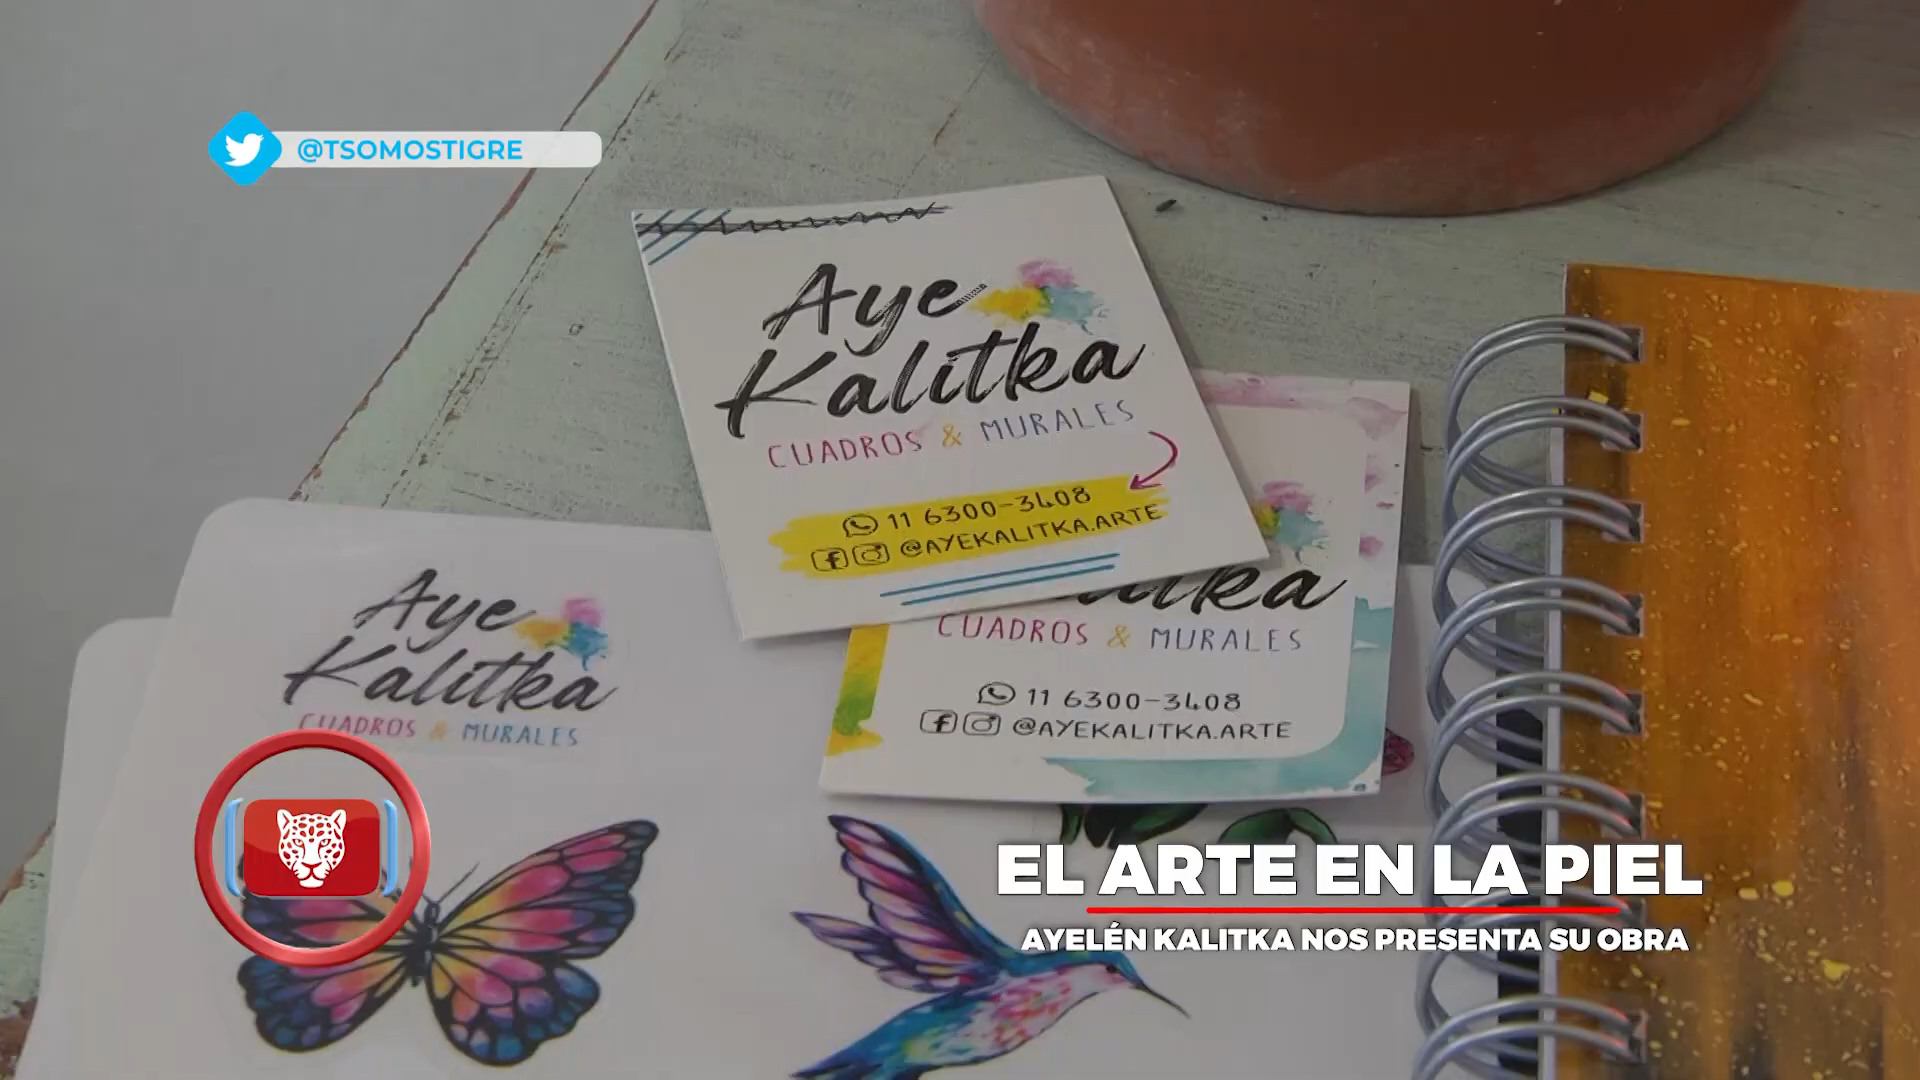 @TSOMOSTIGRE
Aye
Kalitka
CUADROS & MURALES
11 6300-3408
@AYEKALITKA.ARTE
Kalitka
CUADROS & MURALES
11 6300-3408
@AYEKALITKA.ARTE
Aye
Kalitka
CUADROS & MURALES
EL ARTE EN LA PIEL
AYELÉN KALITKA NOS PRESENTA SU OBRA